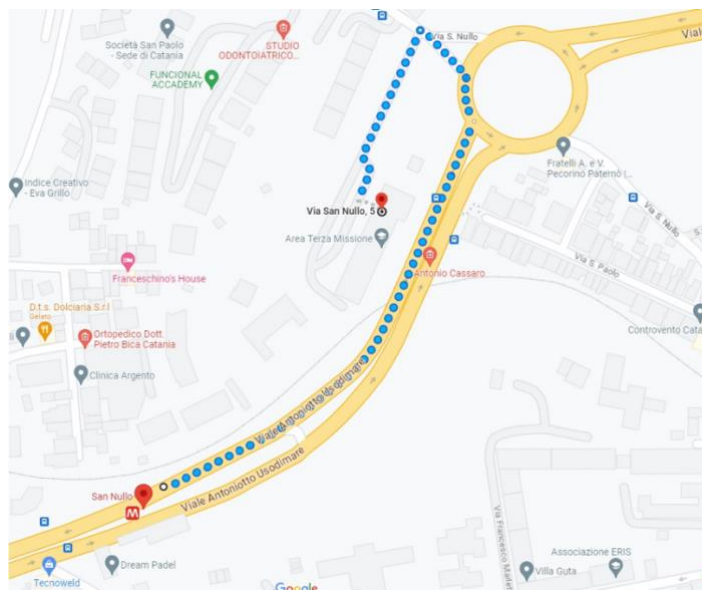 Via S. Nullo
Viale
Società San Paolo
- Sede di Catania
STUDIO
ODONTOIATRICO...
FUNCIONAL
ACCADEMY
Fratelli A. e V.
Pecorino Paternò |...
Indice Creativo
- Eva Grillo
Via San Nullo, 5
Via S. Nullo
Area Terza Missione
Via S. Paolo
Franceschino's House
Antonio Cassaro
D.t.s. Dolciaria S.r.l
Gelato
Controvento Cata
Ortopedico Dott.
Pietro Bica Catania
Clinica Argento
Viale Antoniotto Usodimare
San Nullo
M
Viale Antoniotto Usodimare
Via Francesco
Associazione ERIS
Dream Padel
Villa Guta
Tecnoweld
Google